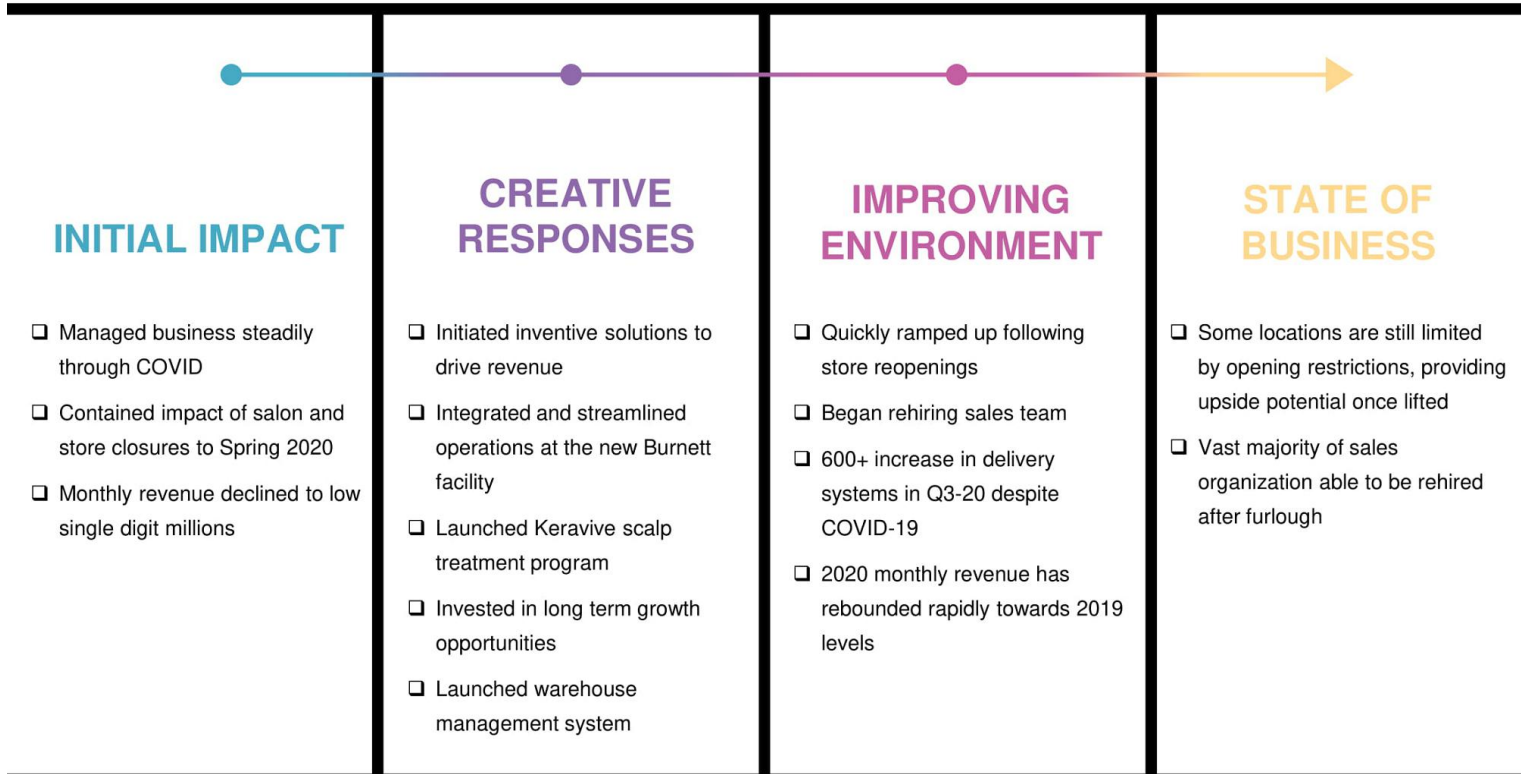 INITIAL IMPACT
❑ Managed business steadily
through COVID
❑ Contained impact of salon and
store closures to Spring 2020
❑ Monthly revenue declined to low
single digit millions
CREATIVE
RESPONSES
❑ Initiated inventive solutions to
drive revenue
❑ Integrated and streamlined
operations at the new Burnett
facility
❑ Launched Keravive scalp
treatment program
❑ Invested in long term growth
opportunities
❑ Launched warehouse
management system
IMPROVING
ENVIRONMENT
❑ Quickly ramped up following
store reopenings
❑ Began rehiring sales team
❑ 600+ increase in delivery
systems in Q3-20 despite
COVID-19
❑ 2020 monthly revenue has
rebounded rapidly towards 2019
levels
STATE OF
BUSINESS
❑ Some locations are still limited
by opening restrictions, providing
upside potential once lifted
❑ Vast majority of sales
organization able to be rehired
after furlough